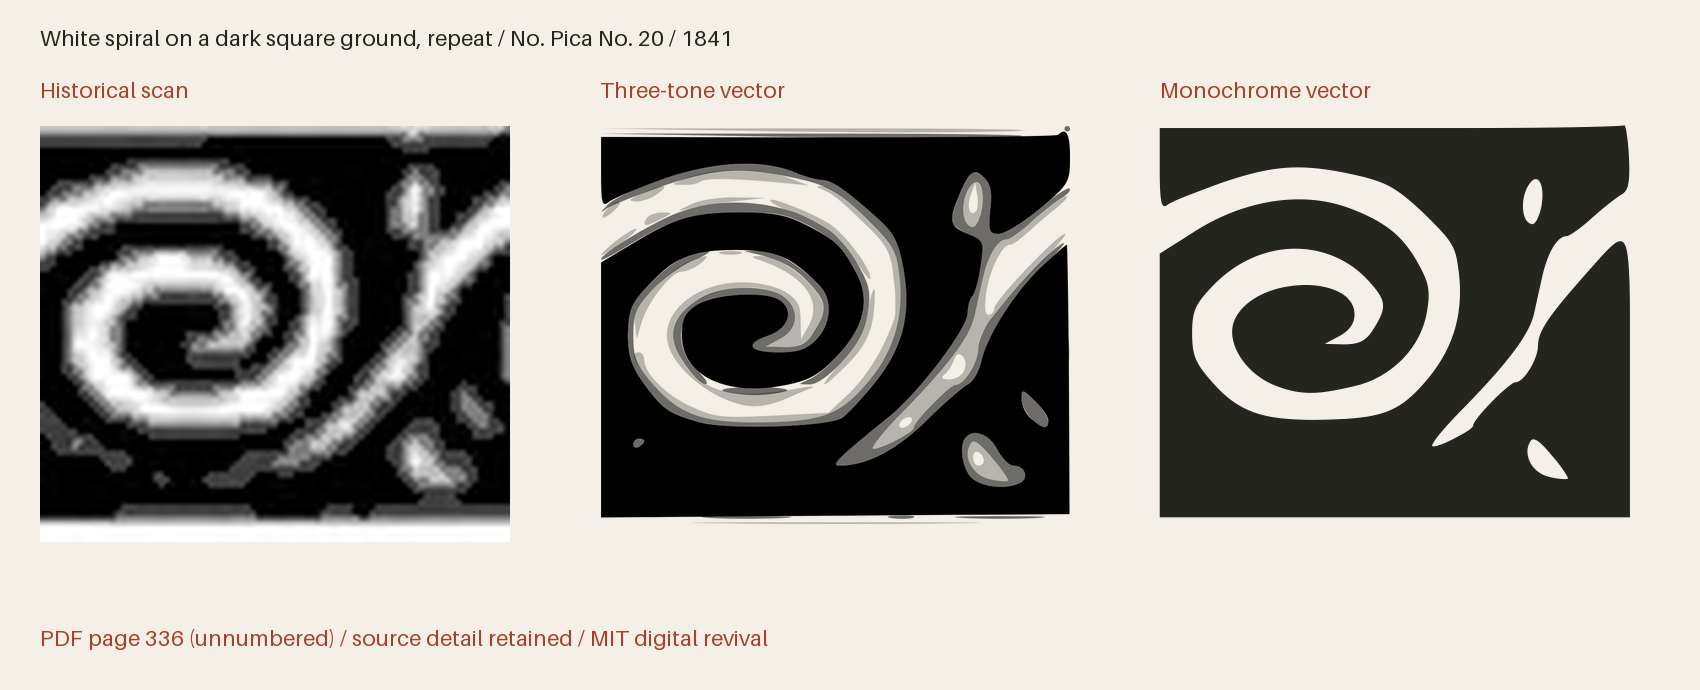 White spiral on a dark square ground, repeat / No. Pica No. 20 / 1841
Historical scan
Three-tone vector
Monochrome vector
PDF page 336 (unnumbered) / source detail retained / MIT digital revival